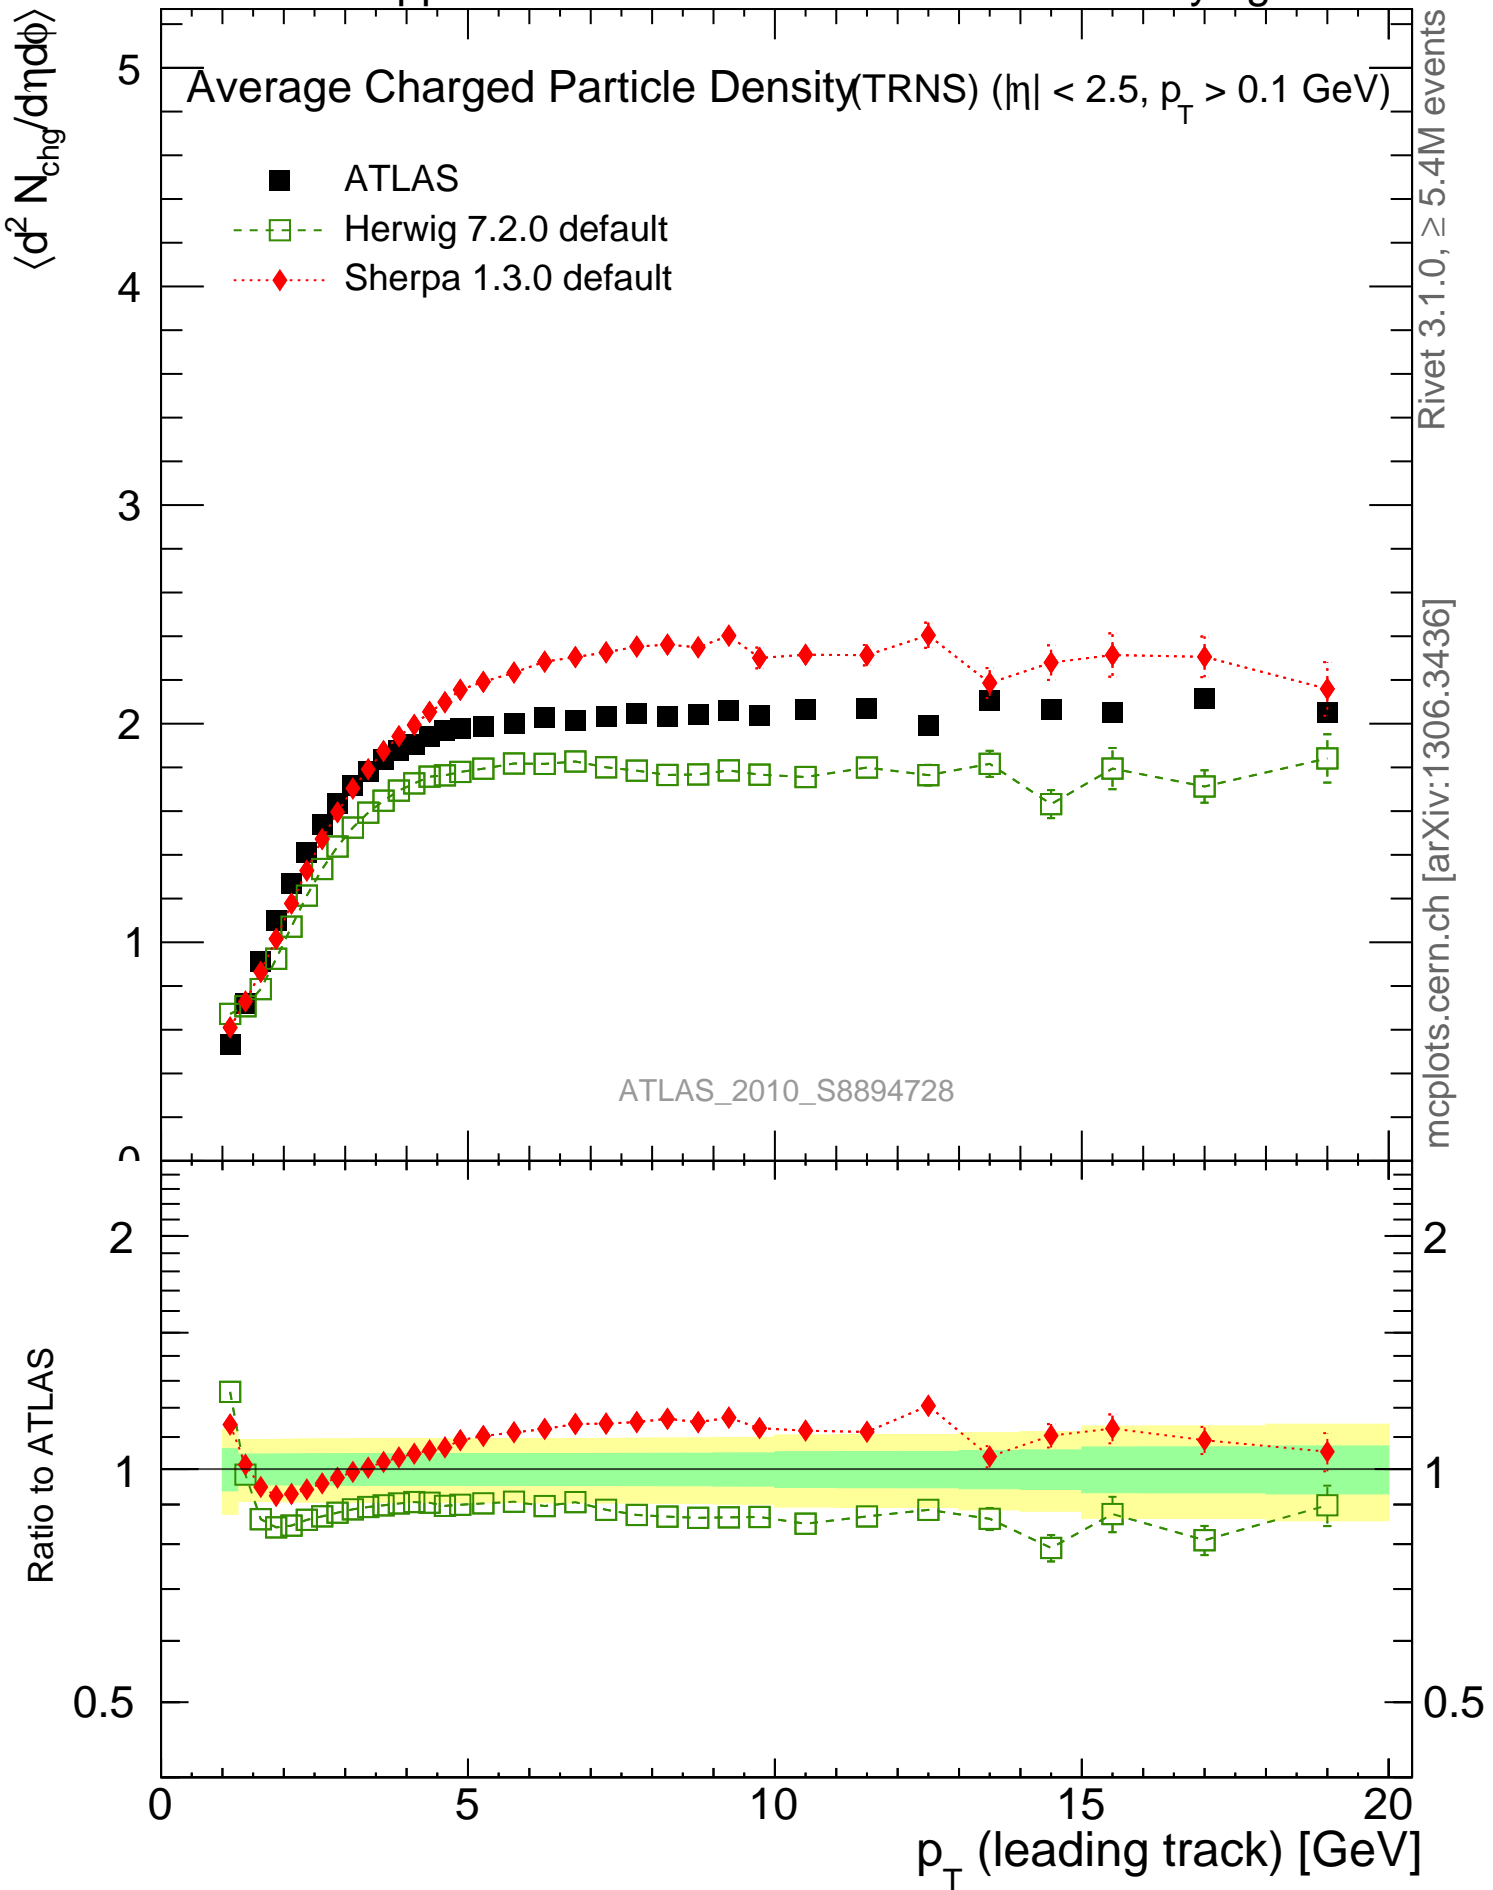 ⟨d² N_chg/dηdϕ⟩
Average Charged Particle Density (TRNS) (|η| < 2.5, p_T > 0.1 GeV)
ATLAS
Herwig 7.2.0 default
Sherpa 1.3.0 default
5
4
3
2
1
0
ATLAS_2010_S8894728
Rivet 3.1.0, ≥ 5.4M events
mcplots.cern.ch [arXiv:1306.3436]
Ratio to ATLAS
2
1
0.5
2
1
0.5
0
5
10
15
20
p_T (leading track) [GeV]